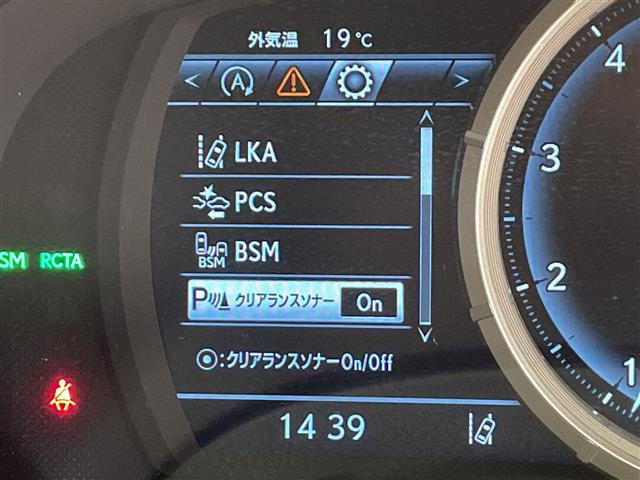 外気温 19℃
< A >
LKA
PCS
BSM BSM
SM RCTA
P クリアランスソナー On
:クリアランスソナーOn/Off
14 39
4
3
2
1